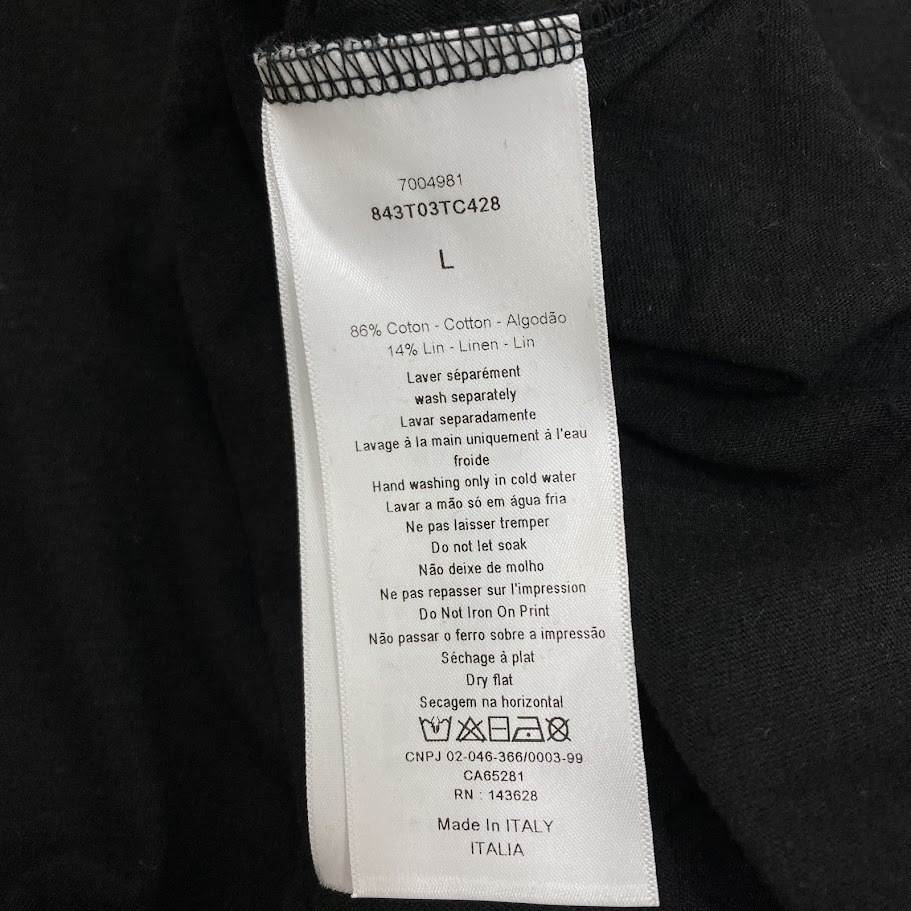 7004981
843T03TC428
L
86% Coton - Cotton - Algodão
14% Lin - Linen - Lin
Laver séparément
wash separately
Lavar separadamente
Lavage à la main uniquement à l'eau
froide
Hand washing only in cold water
Lavar a mão só em água fria
Ne pas laisser tremper
Do not let soak
Não deixe de molho
Ne pas repasser sur l'impression
Do Not Iron On Print
Não passar o ferro sobre a impressão
Séchage à plat
Dry flat
Secagem na horizontal
CNPJ 02-046-366/0003-99
CA65281
RN : 143628
Made In ITALY
ITALIA